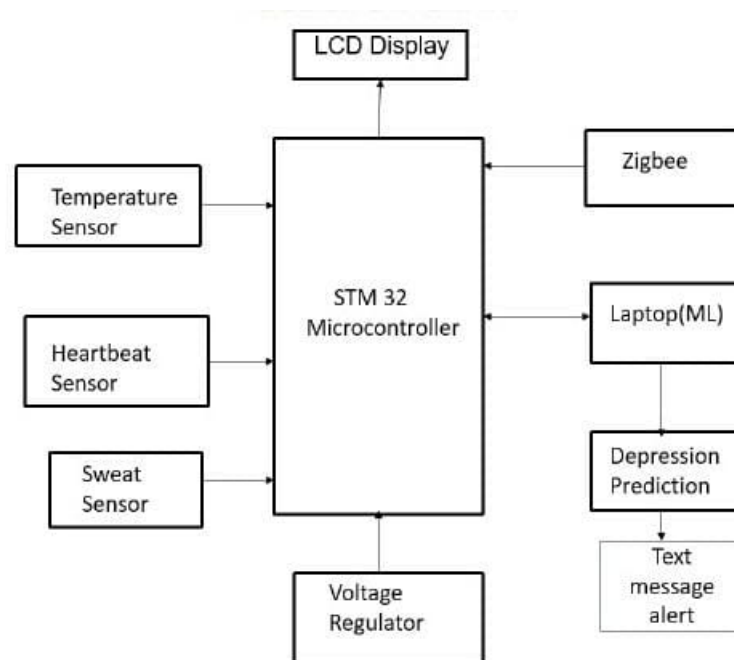 LCD Display
Zigbee
Temperature
Sensor
STM 32
Microcontroller
Laptop(ML)
Heartbeat
Sensor
Depression
Prediction
Sweat
Sensor
Text
message
alert
Voltage
Regulator